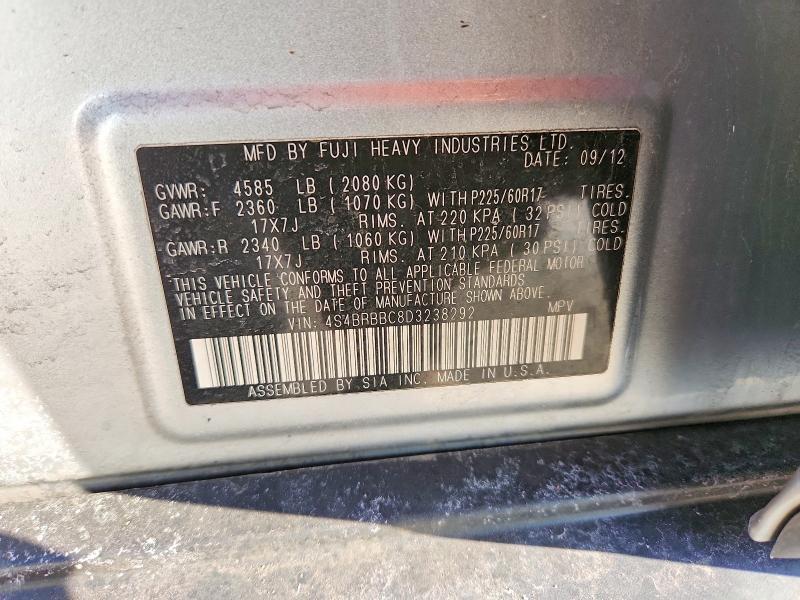 MFD BY FUJI HEAVY INDUSTRIES LTD.
DATE: 09/12
GVWR: 4585 LB ( 2080 KG)
GAWR:F 2360 LB ( 1070 KG) WITH P225/60R17 TIRES.
17X7J RIMS. AT 220 KPA ( 32 PSI) COLD
GAWR:R 2340 LB ( 1060 KG) WITH P225/60R17 TIRES.
17X7J RIMS. AT 210 KPA ( 30 PSI) COLD
THIS VEHICLE CONFORMS TO ALL APPLICABLE FEDERAL MOTOR
VEHICLE SAFETY AND THEFT PREVENTION STANDARDS
IN EFFECT ON THE DATE OF MANUFACTURE SHOWN ABOVE.
VIN: 4S4BRBBC8D3238292 MPV
ASSEMBLED BY SIA INC. MADE IN U.S.A.